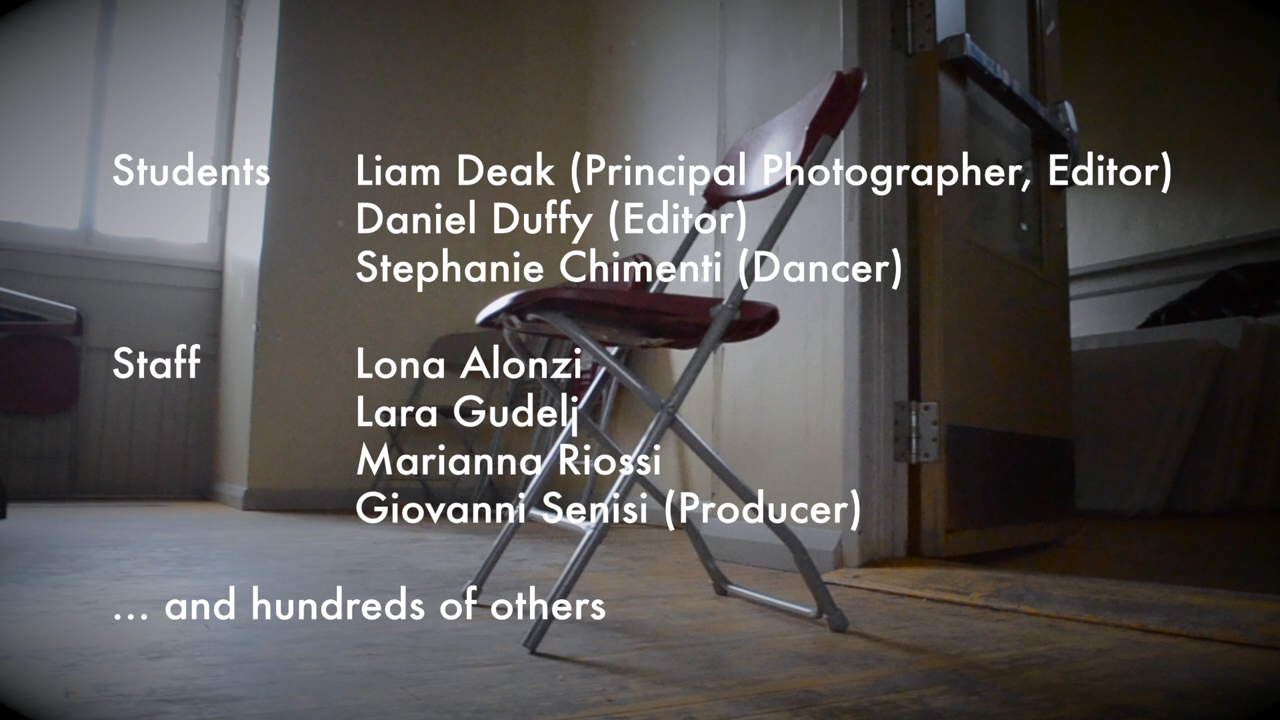 Students Liam Deak (Principal Photographer, Editor)
Daniel Duffy (Editor)
Stephanie Chimenti (Dancer)
Staff Lona Alonzi
Lara Gudelj
Marianna Riossi
Giovanni Senisi (Producer)
... and hundreds of others